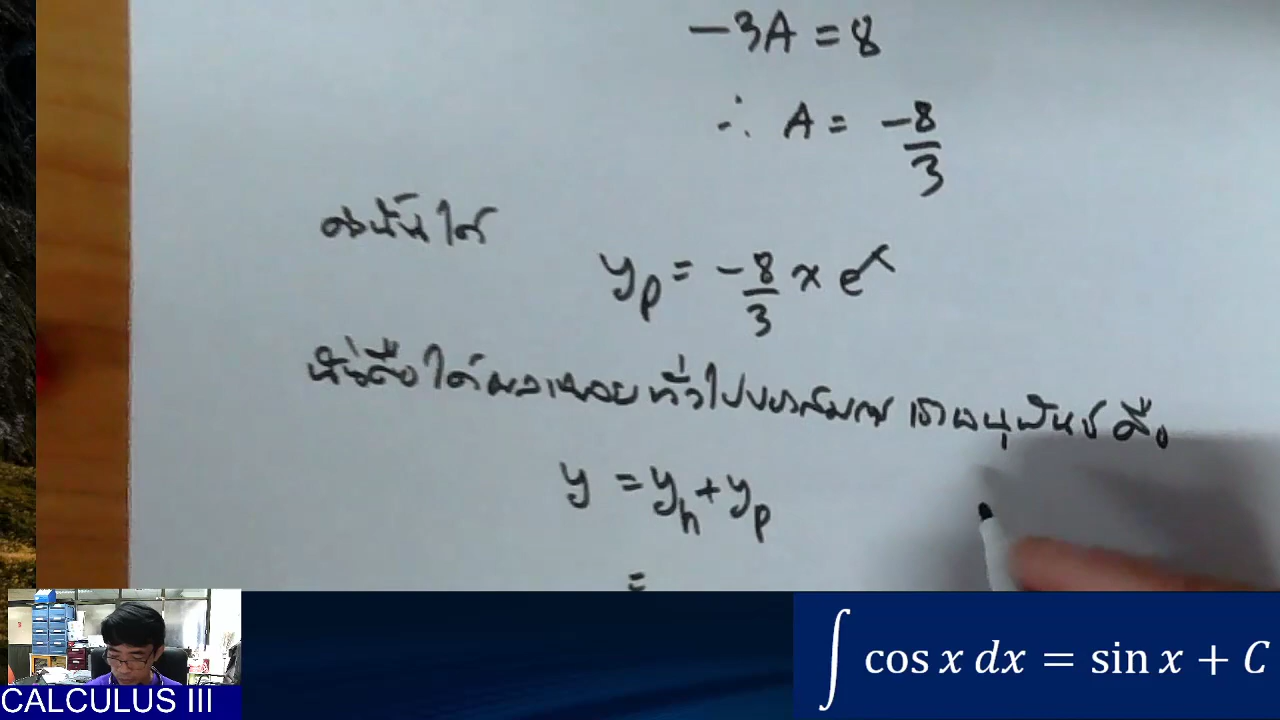 -3A = 8
∴ A = -8/3
ดังนั้นได้
y_p = -8/3 x e^x
นั่นคือได้ผลเฉลยทั่วไปของสมการเชิงอนุพันธ์ คือ
y = y_h + y_p
=
CALCULUS III
∫ cos x dx = sin x + C